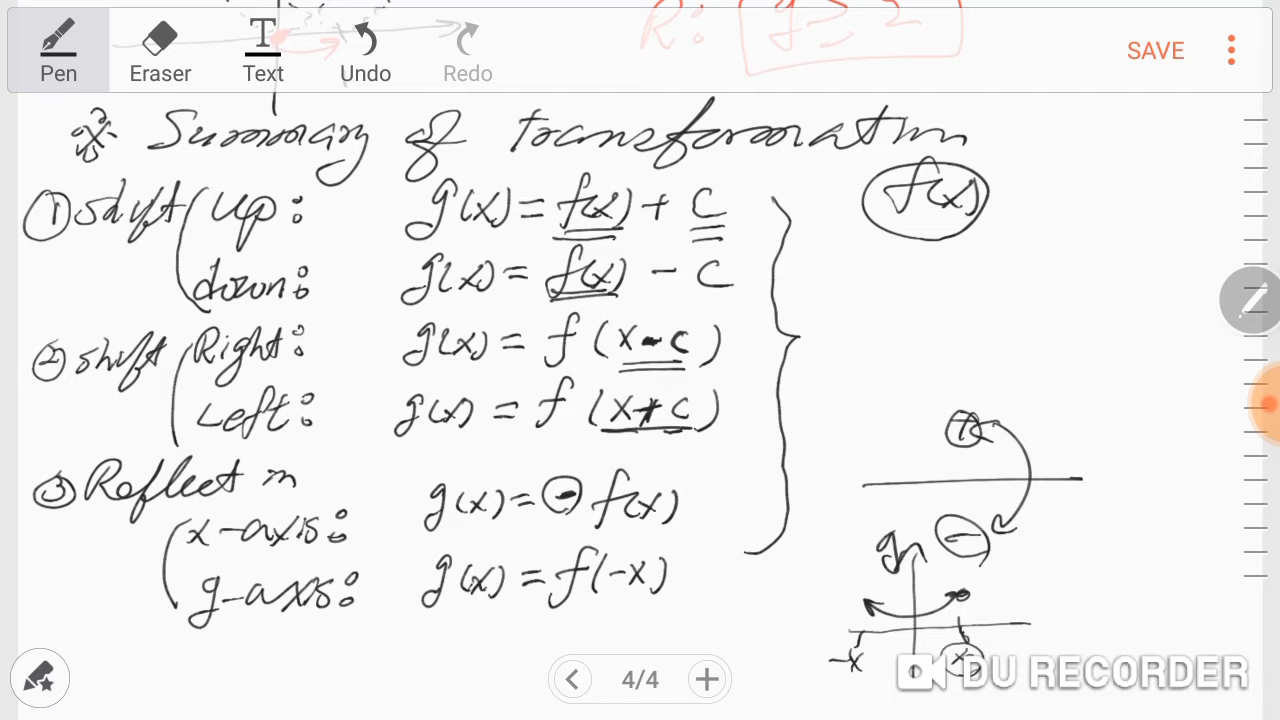 R: y ≥ 2
Pen Eraser Text Undo Redo SAVE
※ Summary of transformation
f(x)
① Shift Up: g(x) = f(x) + C
down: g(x) = f(x) - C
② Shift Right: g(x) = f(x-c)
Left: g(x) = f(x+c)
③ Reflect in
x-axis: g(x) = - f(x)
y-axis: g(x) = f(-x)
+
-
y
-x x
4/4
DU RECORDER